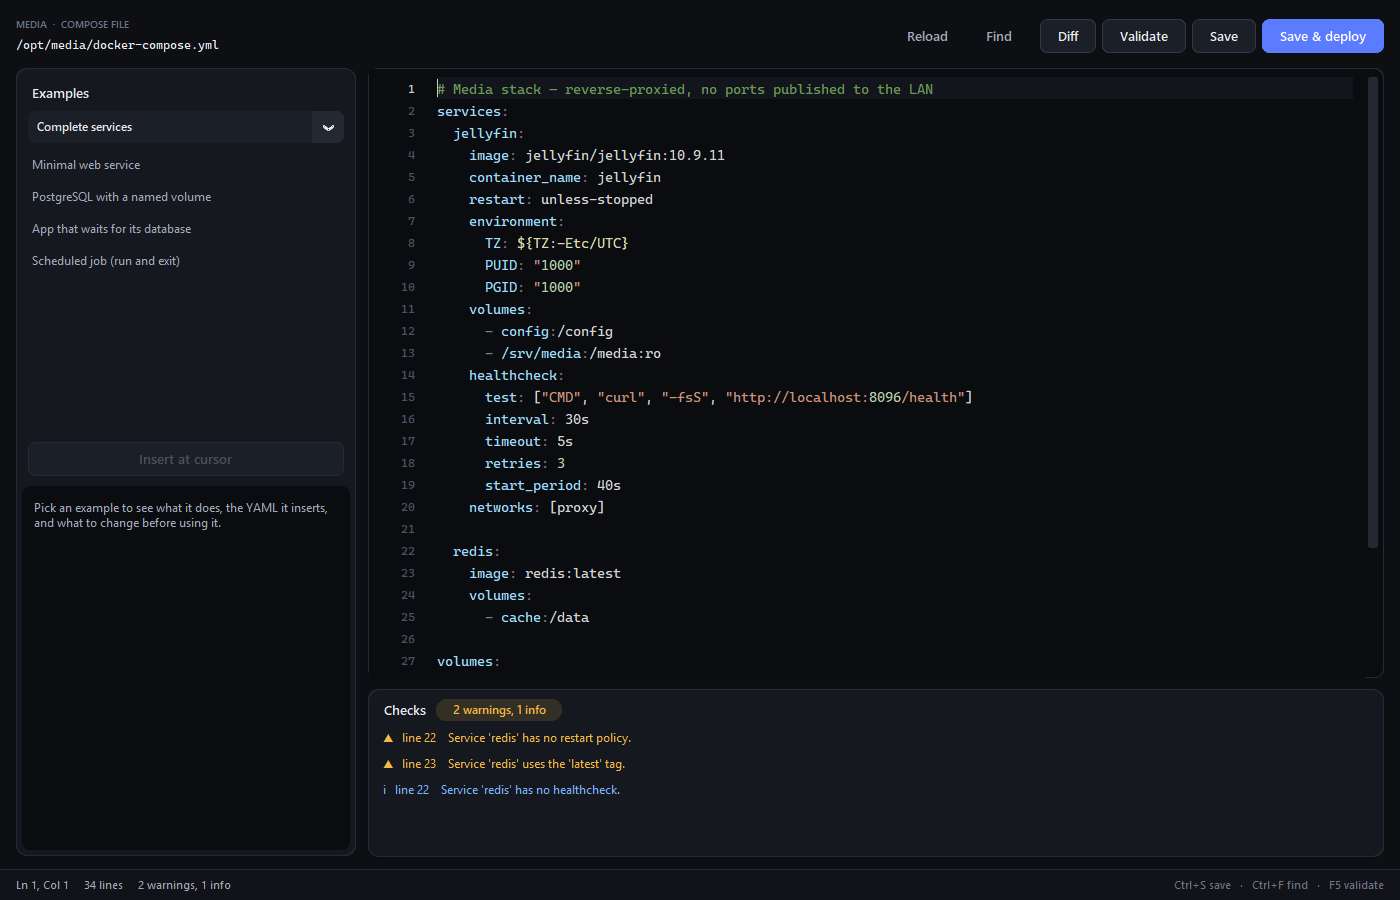 MEDIA · COMPOSE FILE
/opt/media/docker-compose.yml
Reload Find Diff Validate Save Save & deploy
Examples
Complete services
Minimal web service
PostgreSQL with a named volume
App that waits for its database
Scheduled job (run and exit)
Insert at cursor
Pick an example to see what it does, the YAML it inserts,
and what to change before using it.
1 # Media stack — reverse-proxied, no ports published to the LAN
2 services:
3 jellyfin:
4 image: jellyfin/jellyfin:10.9.11
5 container_name: jellyfin
6 restart: unless-stopped
7 environment:
8 TZ: ${TZ:-Etc/UTC}
9 PUID: "1000"
10 PGID: "1000"
11 volumes:
12 - config:/config
13 - /srv/media:/media:ro
14 healthcheck:
15 test: ["CMD", "curl", "-fsS", "http://localhost:8096/health"]
16 interval: 30s
17 timeout: 5s
18 retries: 3
19 start_period: 40s
20 networks: [proxy]
21
22 redis:
23 image: redis:latest
24 volumes:
25 - cache:/data
26
27 volumes:
Checks 2 warnings, 1 info
line 22 Service 'redis' has no restart policy.
line 23 Service 'redis' uses the 'latest' tag.
i line 22 Service 'redis' has no healthcheck.
Ln 1, Col 1 34 lines 2 warnings, 1 info
Ctrl+S save · Ctrl+F find · F5 validate